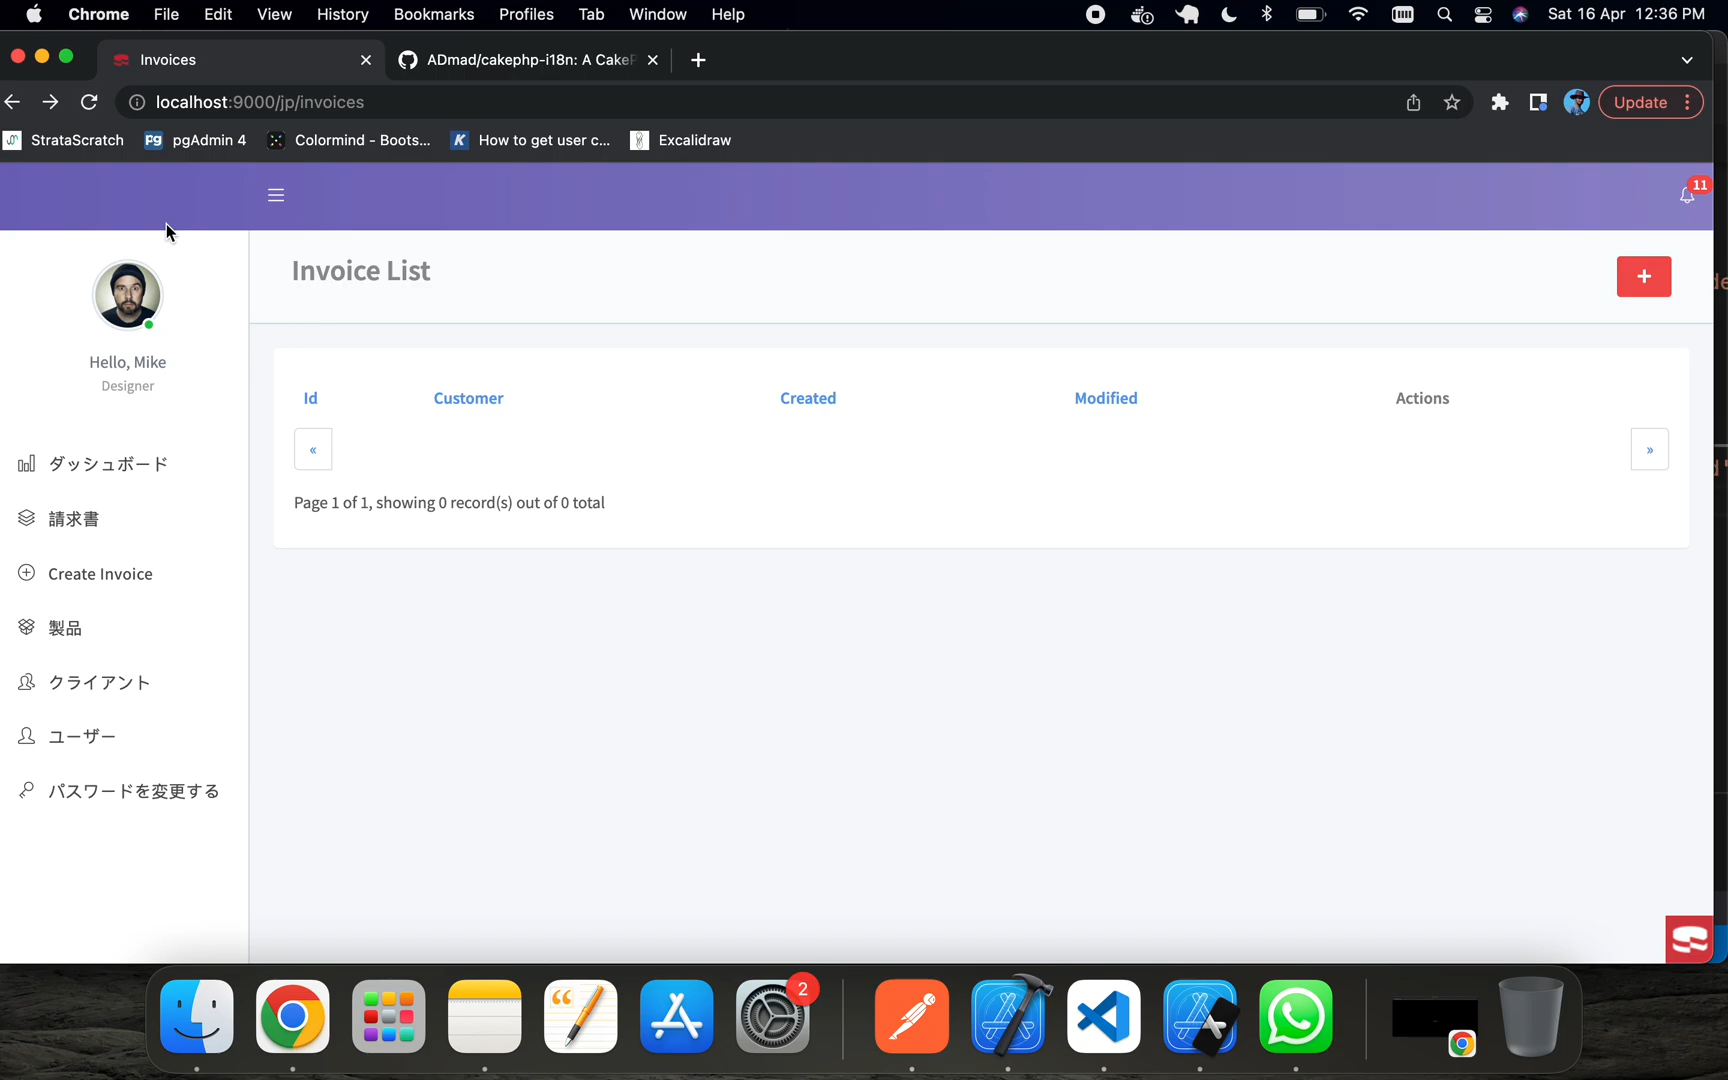 Chrome File Edit View History Bookmarks Profiles Tab Window Help Sat 16 Apr 12:36 PM
Invoices ADmad/cakephp-i18n: A CakeP
localhost:9000/jp/invoices Update
StrataScratch pgAdmin 4 Colormind - Boots... How to get user c... Excalidraw
11
Invoice List
+
Hello, Mike
Designer
Id Customer Created Modified Actions
« »
Page 1 of 1, showing 0 record(s) out of 0 total
ダッシュボード
請求書
Create Invoice
製品
クライアント
ユーザー
パスワードを変更する
2